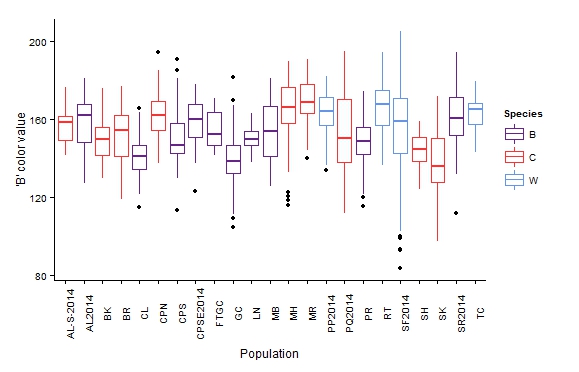 200
160
120
80
'B' color value
AL-S-2014
AL2014
BK
BR
CL
CPN
CPS
CPSE2014
FTGC
GC
LN
MB
MH
MR
PP2014
PQ2014
PR
RT
SF2014
SH
SK
SR2014
TC
Population
Species
B
C
W